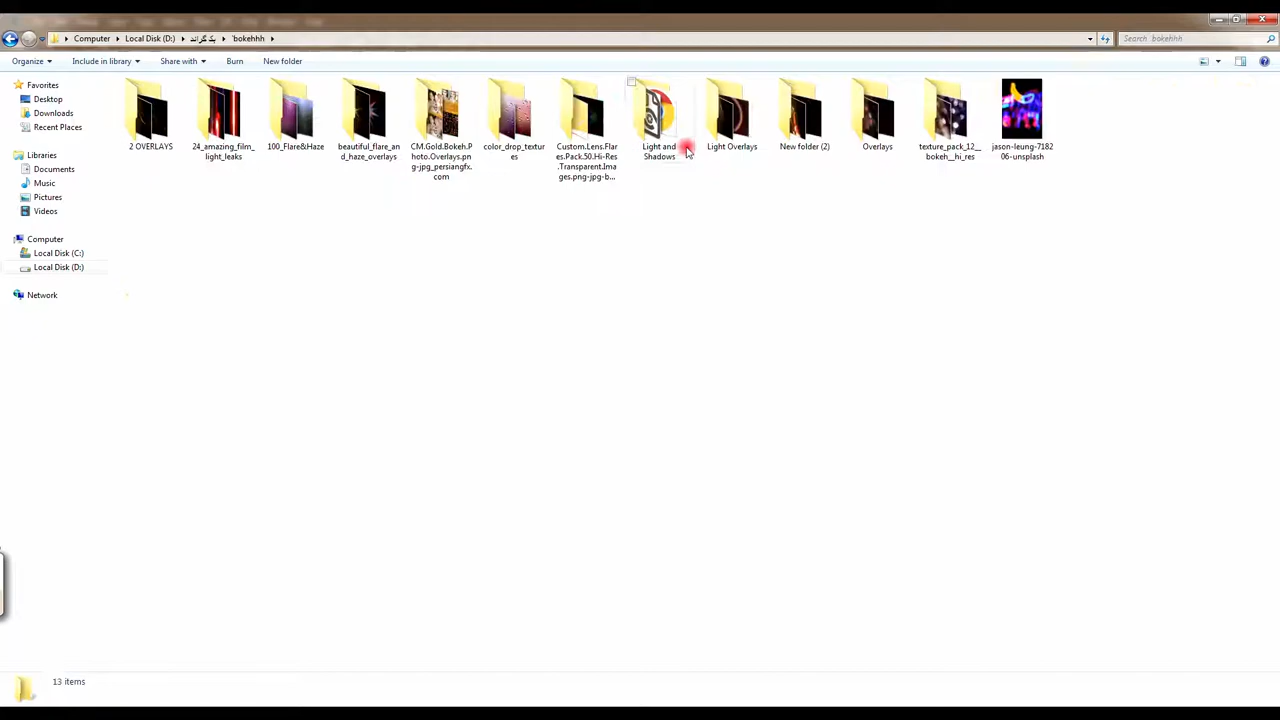 Computer ▸ Local Disk (D:) ▸ بک گراند ▸ 'bokehhh ▸
Search 'bokehhh
Organize ▾ Include in library ▾ Share with ▾ Burn New folder
Favorites
Desktop
Downloads
Recent Places
Libraries
Documents
Music
Pictures
Videos
Computer
Local Disk (C:)
Local Disk (D:)
Network
2 OVERLAYS
24_amazing_film_
light_leaks
100_Flare&Haze
beautiful_flare_an
d_haze_overlays
CM.Gold.Bokeh.P
hoto.Overlays.pn
g-jpg_persiangfx.
com
color_drop_textur
es
Custom.Lens.Flar
es.Pack.50.Hi-Res
.Transparent.Ima
ges.png-jpg-b...
Light and
Shadows
Light Overlays
New folder (2)
Overlays
texture_pack_12__
bokeh__hi_res
jason-leung-7182
06-unsplash
13 items